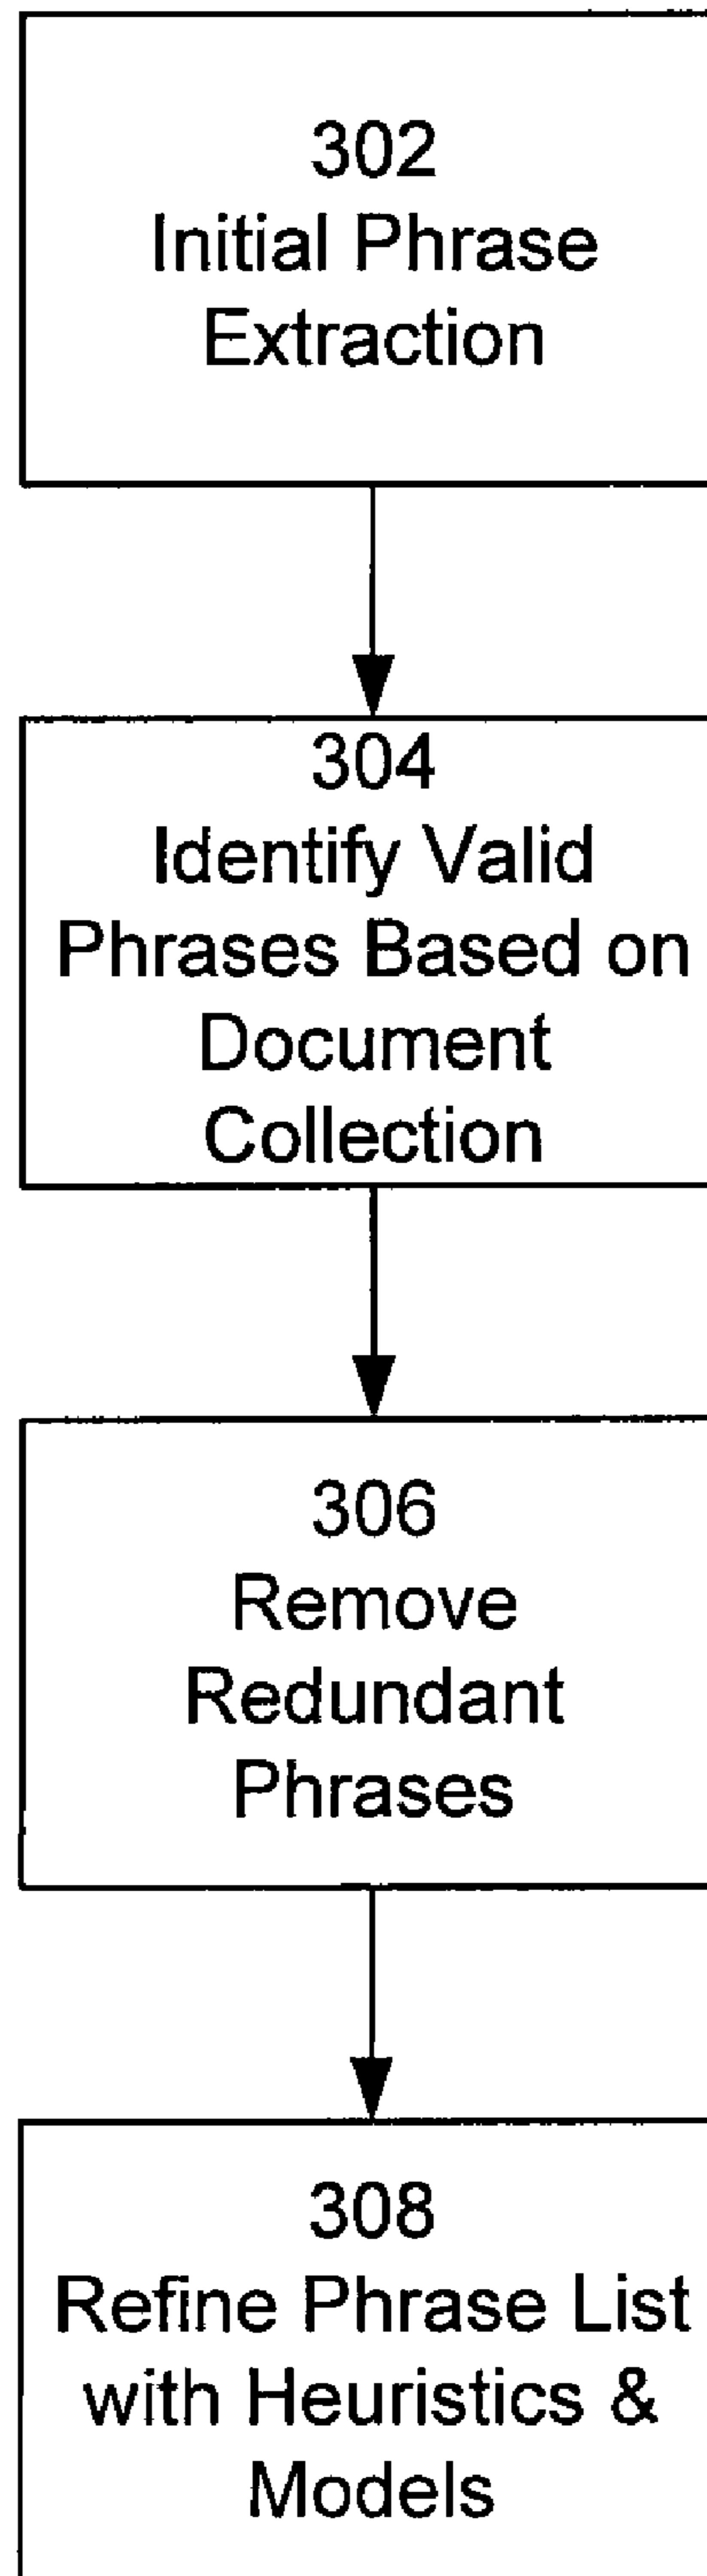 302
Initial Phrase
Extraction
304
Identify Valid
Phrases Based on
Document
Collection
306
Remove
Redundant
Phrases
308
Refine Phrase List
with Heuristics &
Models